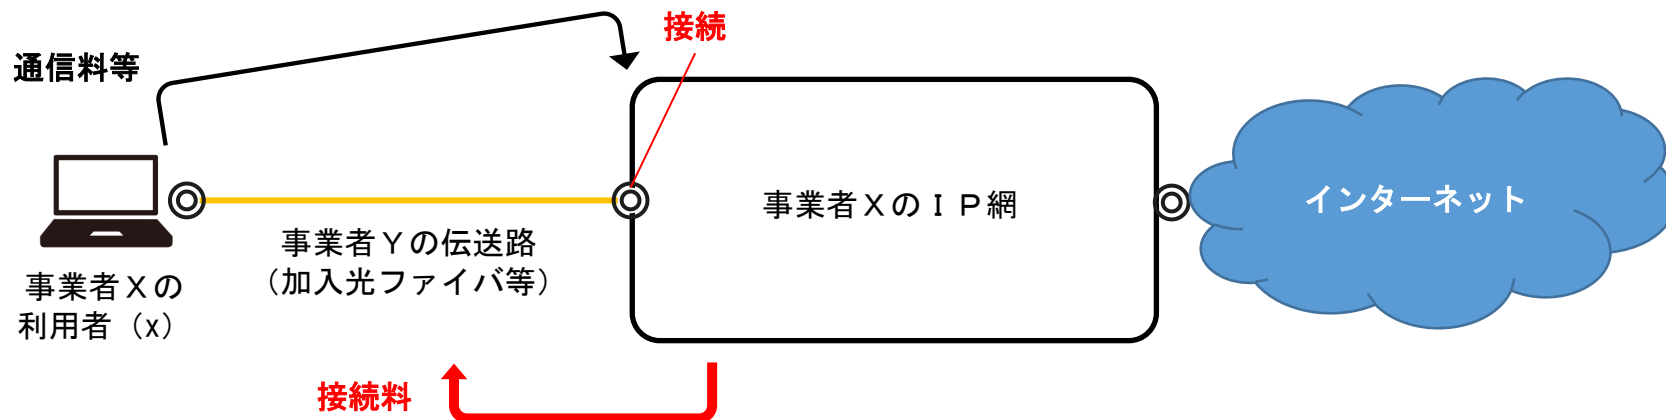 接続
通信料等
事業者XのIP網
インターネット
事業者Yの伝送路
（加入光ファイバ等）
事業者Xの
利用者（x）
接続料